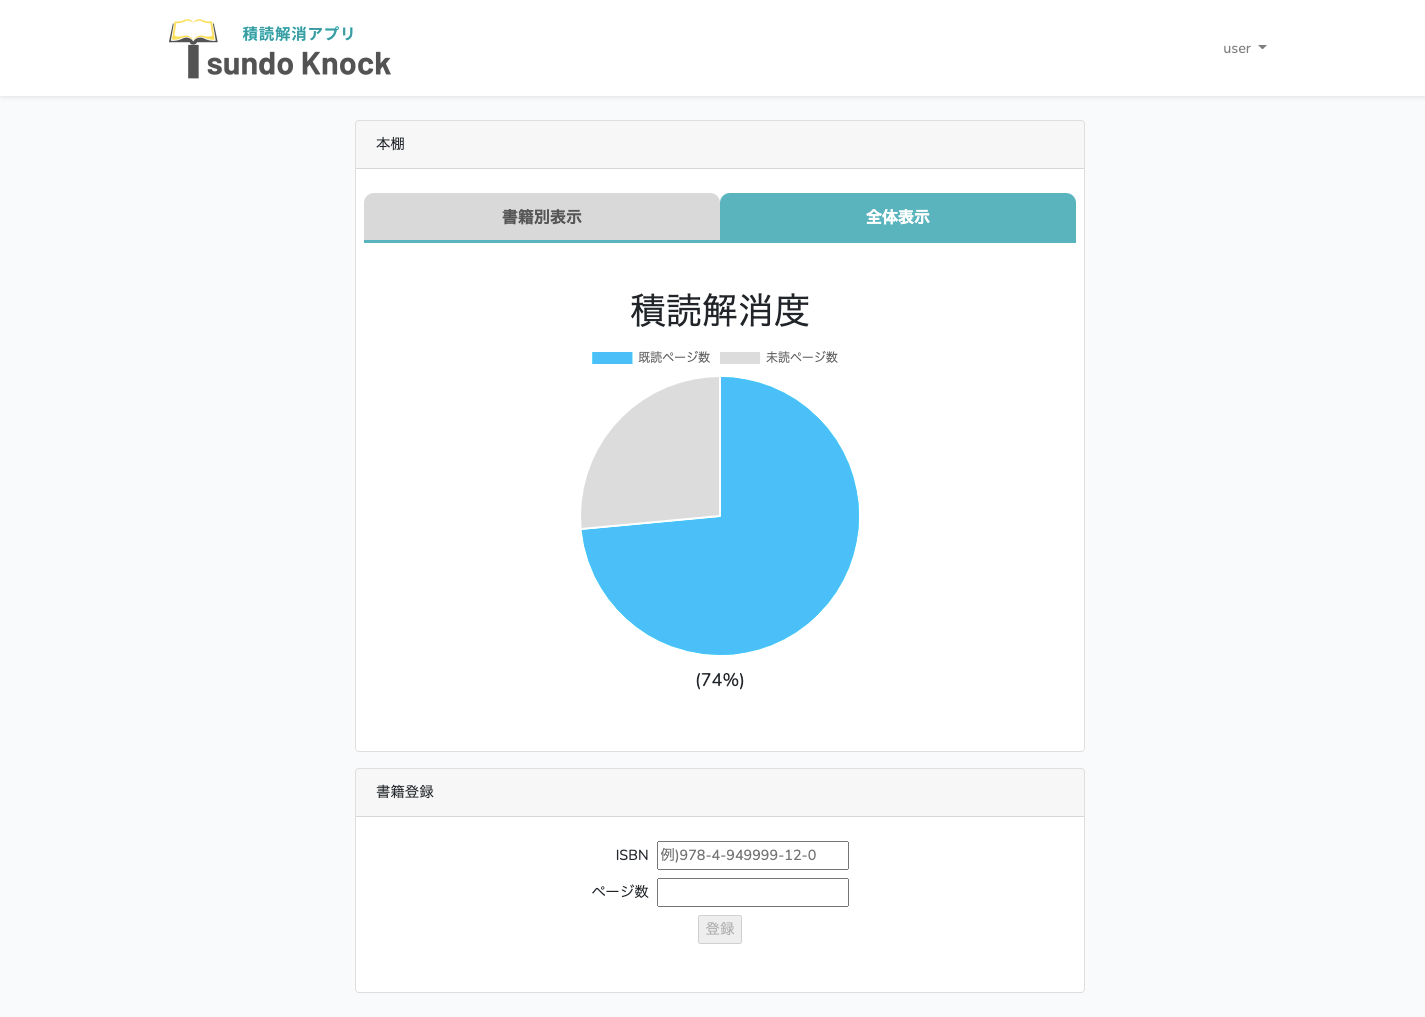 積読解消アプリ
Tsundo Knock
user
本棚
書籍別表示
全体表示
積読解消度
既読ページ数 未読ページ数
(74%)
書籍登録
ISBN 例)978-4-949999-12-0
ページ数
登録